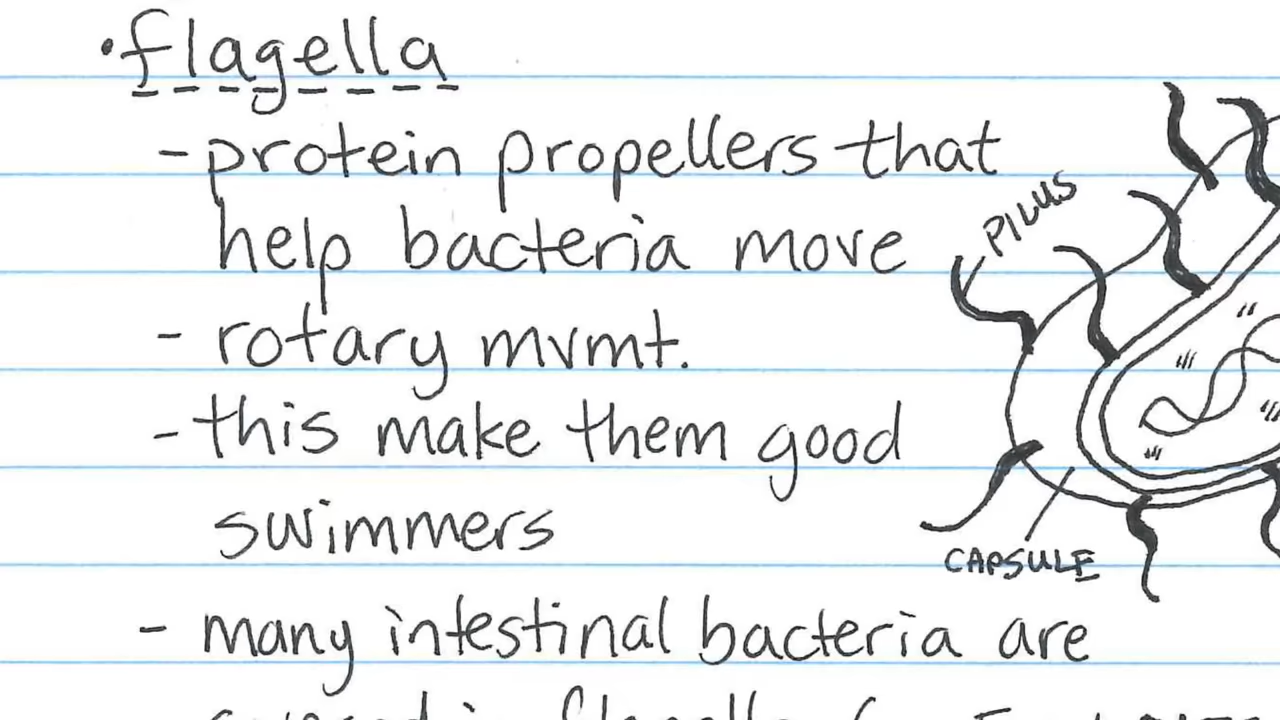 •flagella
- protein propellers that
help bacteria move
- rotary mvmt.
- this make them good
swimmers
- many intestinal bacteria are
flagella
PILUS
CAPSULE